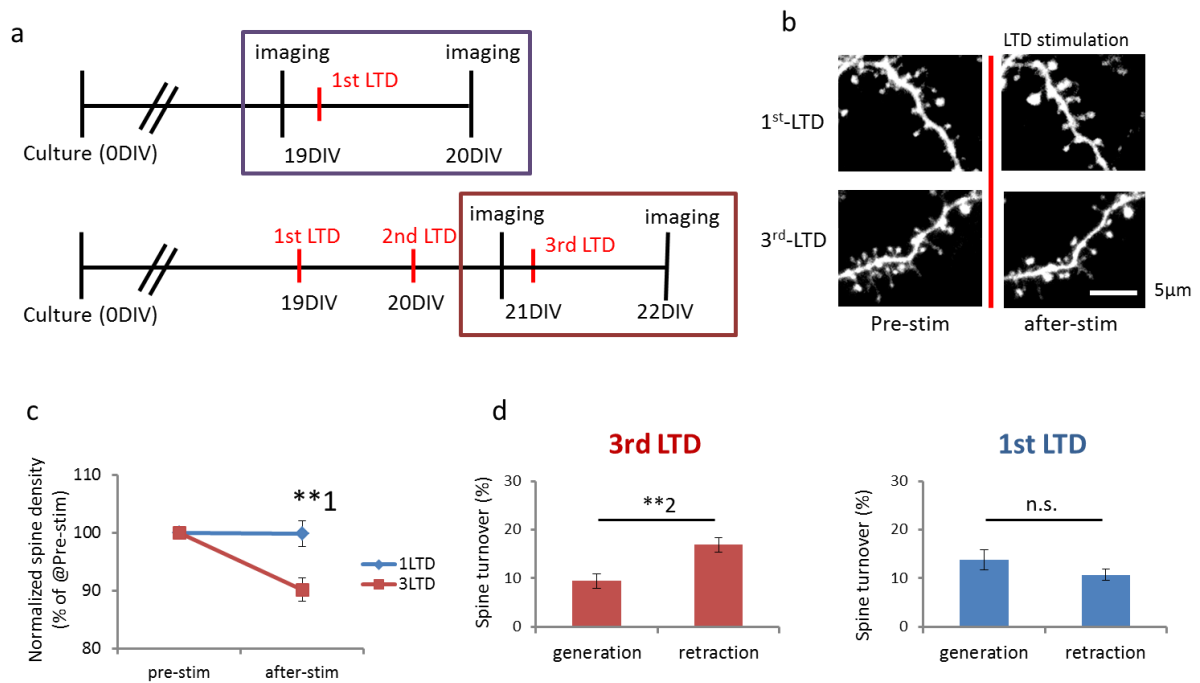 a
imaging
imaging
1st LTD
Culture (0DIV)
19DIV
20DIV
imaging
imaging
1st LTD
2nd LTD
3rd LTD
Culture (0DIV)
19DIV
20DIV
21DIV
22DIV
b
LTD stimulation
1st-LTD
3rd-LTD
5μm
Pre-stim
after-stim
c
Normalized spine density
(% of @Pre-stim)
110
100
90
80
**1
1LTD
3LTD
pre-stim
after-stim
d
3rd LTD
Spine turnover (%)
30
20
10
0
**2
generation
retraction
1st LTD
Spine turnover (%)
30
20
10
0
n.s.
generation
retraction